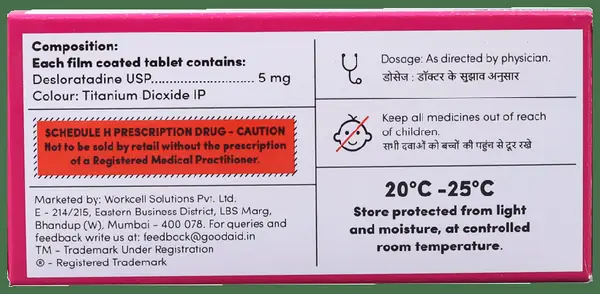 Composition:
Each film coated tablet contains:
Desloratadine USP............................ 5 mg
Colour: Titanium Dioxide IP
SCHEDULE H PRESCRIPTION DRUG - CAUTION
Not to be sold by retail without the prescription
of a Registered Medical Practitioner.
Marketed by: Workcell Solutions Pvt. Ltd.
E - 214/215, Eastern Business District, LBS Marg,
Bhandup (W), Mumbai - 400 078. For queries and
feedback write us at: feedback@goodaid.in
TM - Trademark Under Registration
® - Registered Trademark
Dosage: As directed by physician.
डोसेज : डॉक्टर के सुझाव अनुसार
Keep all medicines out of reach
of children.
सभी दवाओं को बच्चों की पहुंच से दूर रखे
20°C -25°C
Store protected from light
and moisture, at controlled
room temperature.